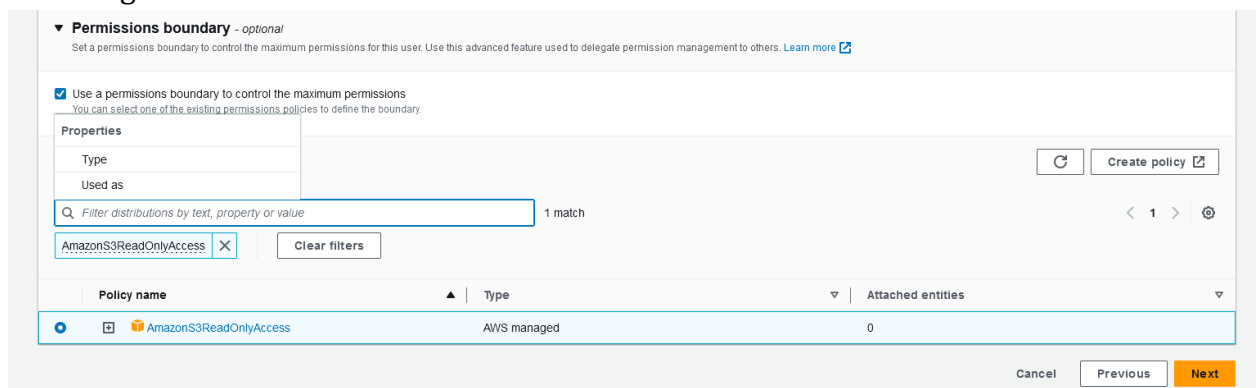 Permissions boundary - optional
Set a permissions boundary to control the maximum permissions for this user. Use this advanced feature used to delegate permission management to others. Learn more
Use a permissions boundary to control the maximum permissions
You can select one of the existing permissions policies to define the boundary.
Properties
Type
Used as
Create policy
Filter distributions by text, property or value
1 match
1
AmazonS3ReadOnlyAccess
Clear filters
Policy name Type Attached entities
AmazonS3ReadOnlyAccess AWS managed 0
Cancel Previous Next